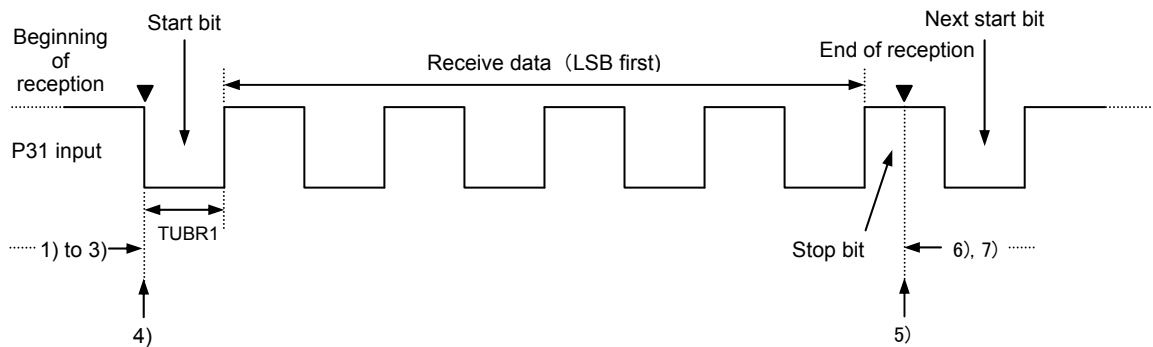 Start bit
Next start bit
Beginning
of
reception
End of reception
Receive data (LSB first)
P31 input
TUBR1
1) to 3)
Stop bit
6), 7)
4)
5)